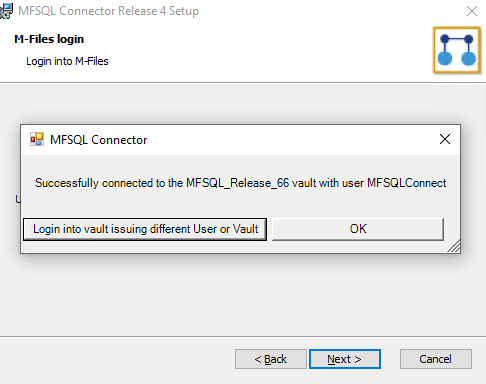 MFSQL Connector Release 4 Setup
M-Files login
Login into M-Files
MFSQL Connector
Successfully connected to the MFSQL_Release_66 vault with user MFSQLConnect
Login into vault issuing different User or Vault
OK
< Back
Next >
Cancel